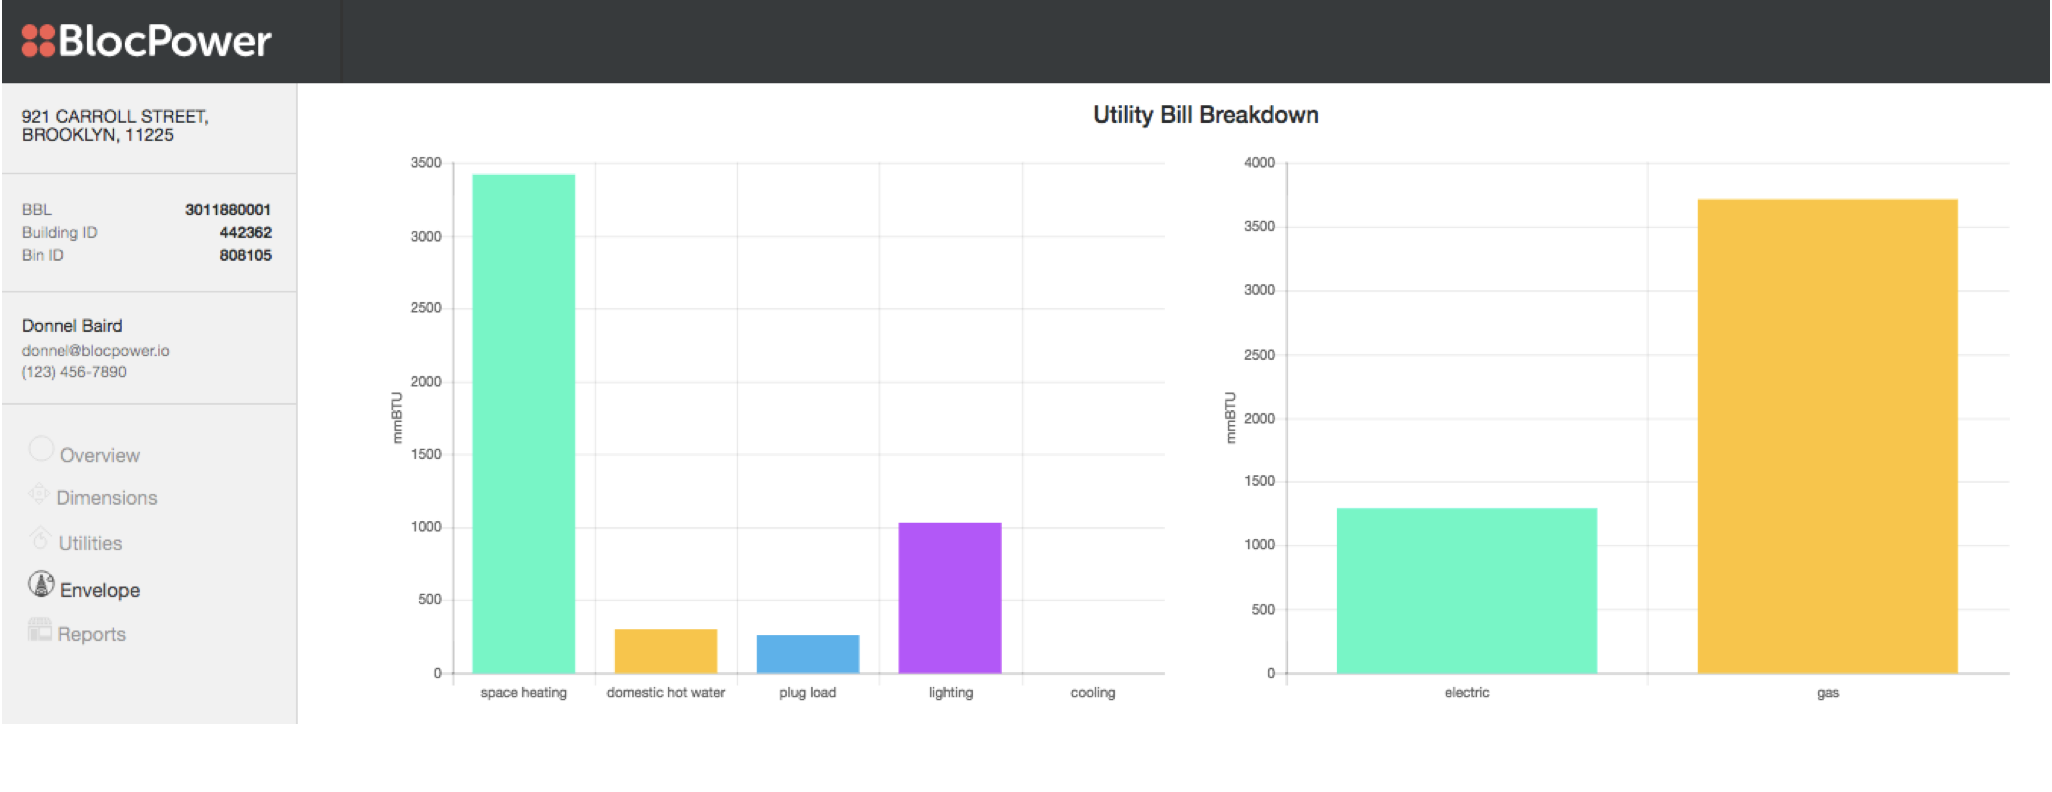 BlocPower
921 CARROLL STREET,
BROOKLYN, 11225
BBL 3011880001
Building ID 442362
Bin ID 808105
Donnel Baird
donnel@blocpower.io
(123) 456-7890
Overview
Dimensions
Utilities
Envelope
Reports
Utility Bill Breakdown
mmBTU
3500
3000
2500
2000
1500
1000
500
0
space heating domestic hot water plug load lighting cooling
mmBTU
4000
3500
3000
2500
2000
1500
1000
500
0
electric gas